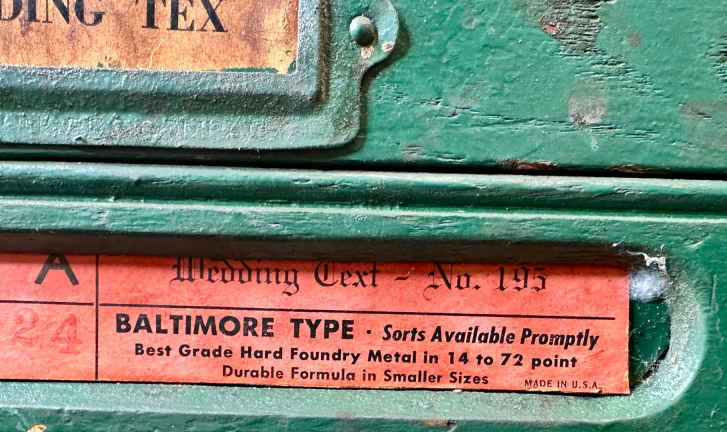 DING TEX
A
Wedding Text - No. 195
24
BALTIMORE TYPE · Sorts Available Promptly
Best Grade Hard Foundry Metal in 14 to 72 point
Durable Formula in Smaller Sizes
MADE IN U.S.A.